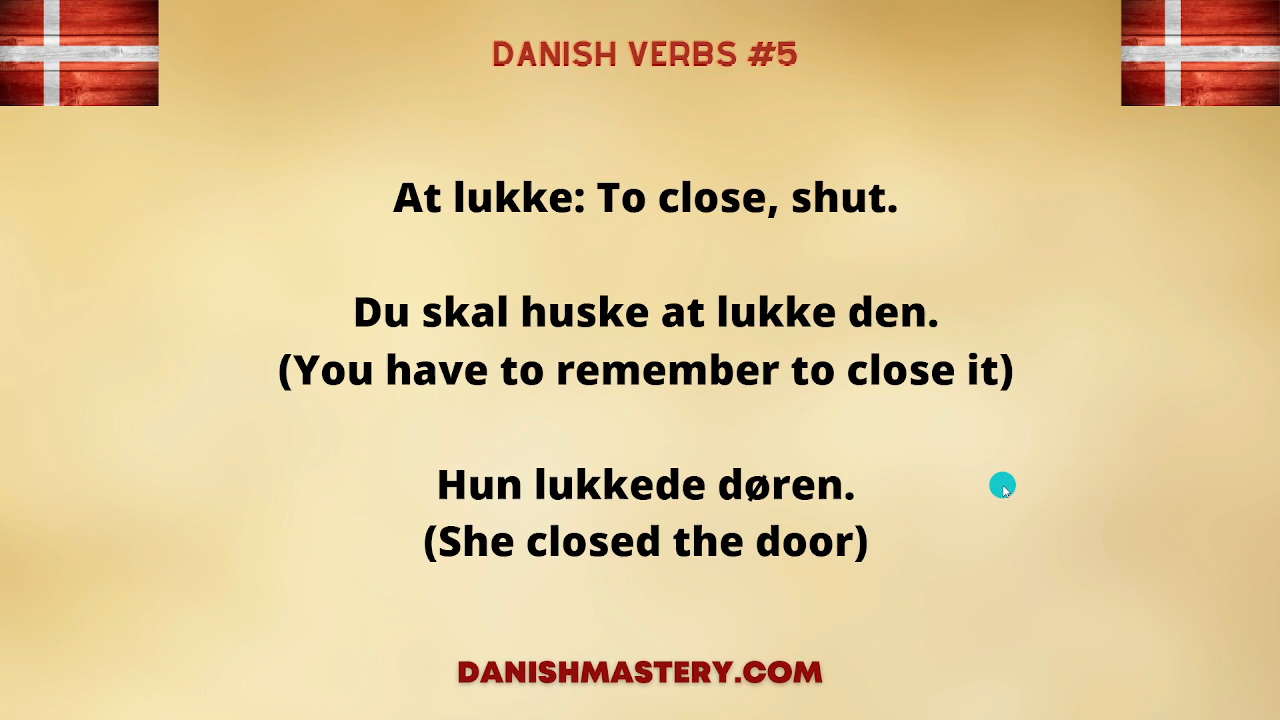 DANISH VERBS #5
At lukke: To close, shut.
Du skal huske at lukke den.
(You have to remember to close it)
Hun lukkede døren.
(She closed the door)
DANISHMASTERY.COM